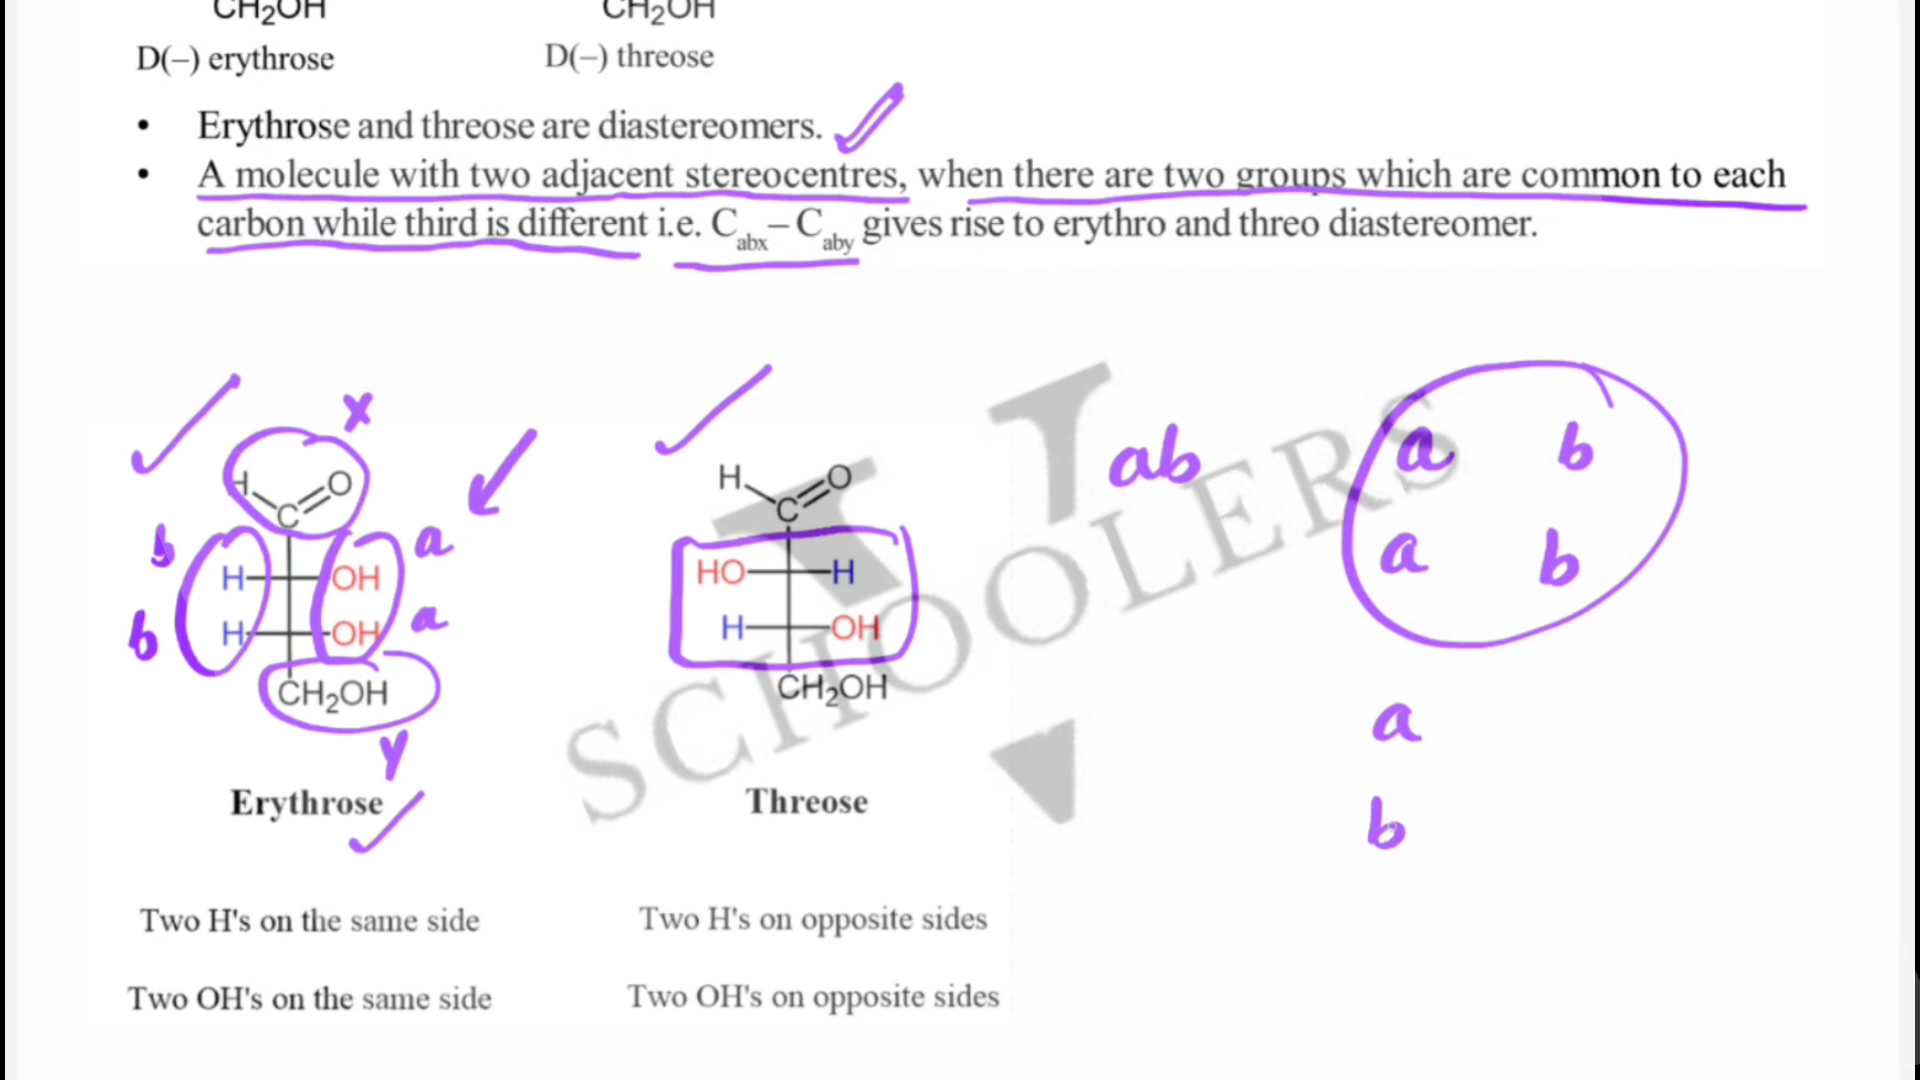 CH2OH CH2OH
D(–) erythrose D(–) threose
• Erythrose and threose are diastereomers.
• A molecule with two adjacent stereocentres, when there are two groups which are common to each
carbon while third is different i.e. Cabx – Caby gives rise to erythro and threo diastereomer.
x
H O H O ab a b
C C
b a a b
H OH HO H
b a
H OH H OH
CH2OH CH2OH a
y
Erythrose Threose b
SCHOOLERS
Two H's on the same side Two H's on opposite sides
Two OH's on the same side Two OH's on opposite sides